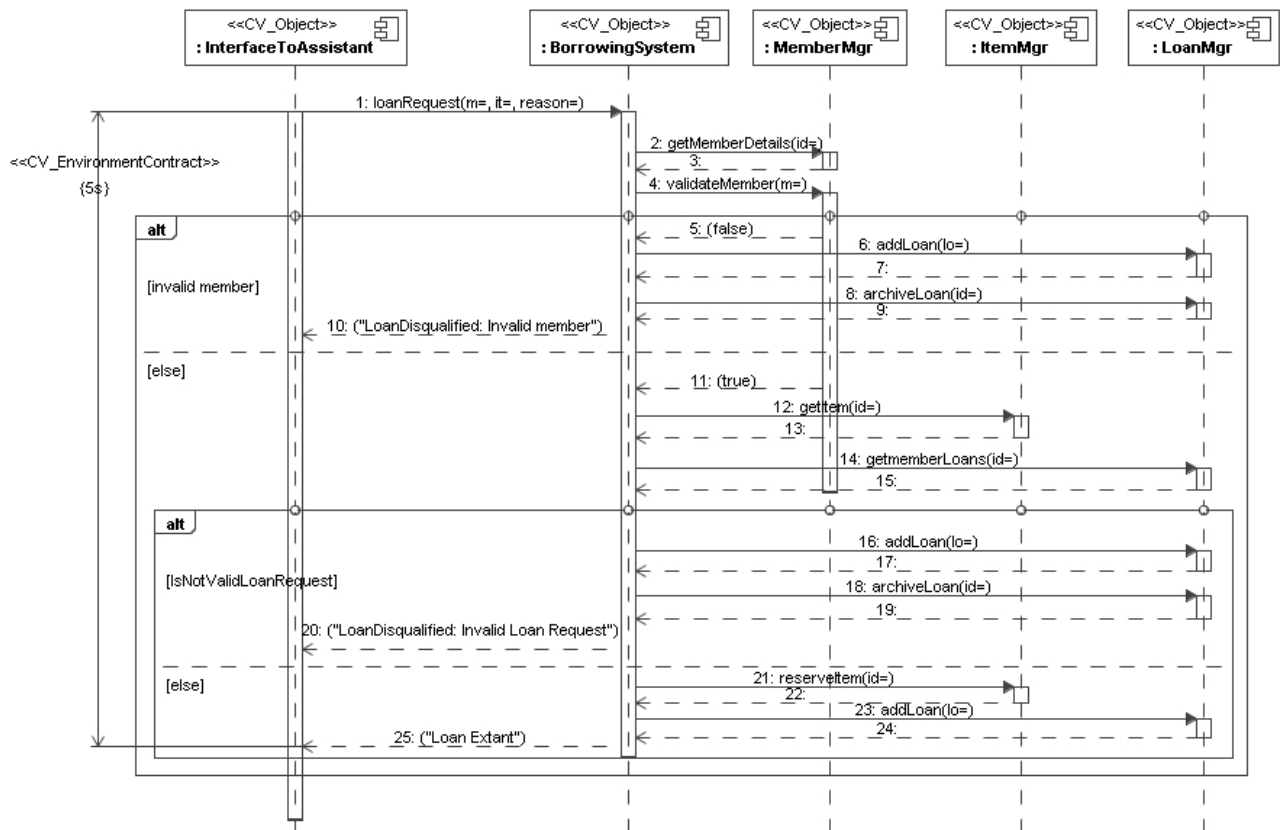 <<CV_Object>>
: InterfaceToAssistant
<<CV_Object>>
: BorrowingSystem
<<CV_Object>>
: MemberMgr
<<CV_Object>>
: ItemMgr
<<CV_Object>>
: LoanMgr
1: loanRequest(m=, it=, reason=)
2: getMemberDetails(id=)
3:
<<CV_EnvironmentContract>>
{5s}
4: validateMember(m=)
alt
5: (false)
6: addLoan(lo=)
7:
[invalid member]
8: archiveLoan(id=)
9:
10: ("LoanDisqualified: Invalid member")
[else]
11: (true)
12: getItem(id=)
13:
14: getmemberLoans(id=)
15:
alt
16: addLoan(lo=)
17:
[IsNotValidLoanRequest]
18: archiveLoan(id=)
19:
20: ("LoanDisqualified: Invalid Loan Request")
[else]
21: reserveItem(id=)
22:
23: addLoan(lo=)
24:
25: ("Loan Extant")